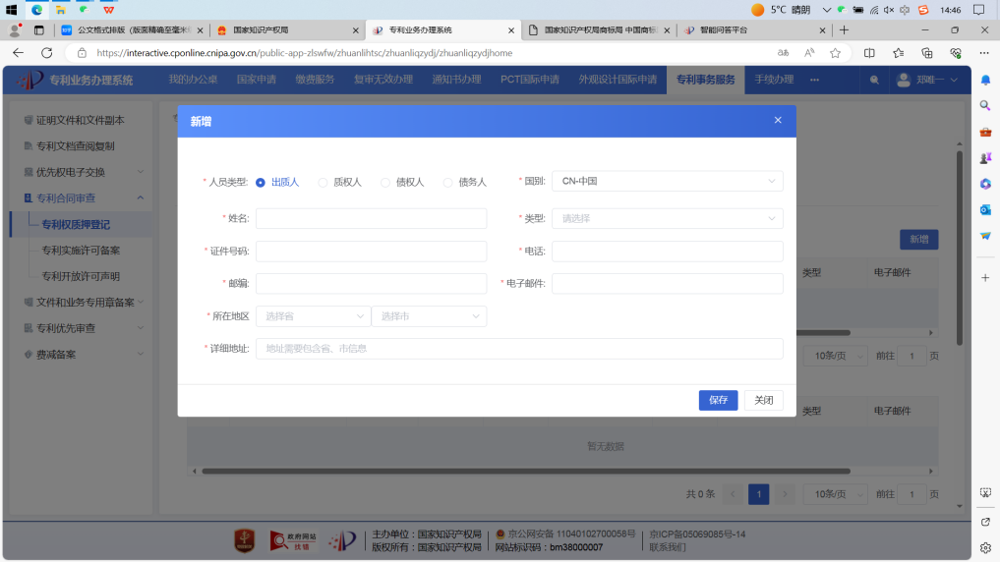 5°C 晴朗 14:46
公文格式排版（版面精确至毫米
国家知识产权局
专利业务办理系统
国家知识产权局商标局 中国商标
智能问答平台
https://interactive.cponline.cnipa.gov.cn/public-app-zlswfw/zhuanlihtsc/zhuanliqzydj/zhuanliqzydjhome
专利业务办理系统
我的办公桌 国家申请 缴费服务 复审无效办理 通知书办理 PCT国际申请 外观设计国际申请 专利事务服务 手续办理 ···
郑唯一
证明文件和文件副本
专利文档查阅复制
优先权电子交换
专利合同审查
专利权质押登记
专利实施许可备案
专利开放许可声明
文件和业务专用章备案
专利优先审查
费减备案
新增
* 人员类型: 出质人 质权人 债权人 债务人 * 国别: CN-中国
* 姓名: * 类型: 请选择
* 证件号码: * 电话:
* 邮编: * 电子邮件:
* 所在地区 选择省 选择市
* 详细地址: 地址需要包含省、市信息
保存 关闭
新增
类型 电子邮件
10条/页 前往 1 页
类型 电子邮件
暂无数据
共 0 条 1 10条/页 前往 1 页
政府网站
找错
主办单位：国家知识产权局
版权所有：国家知识产权局
京公网安备 11040102700058号
网站标识码：bm38000007
京ICP备05069085号-14
联系我们